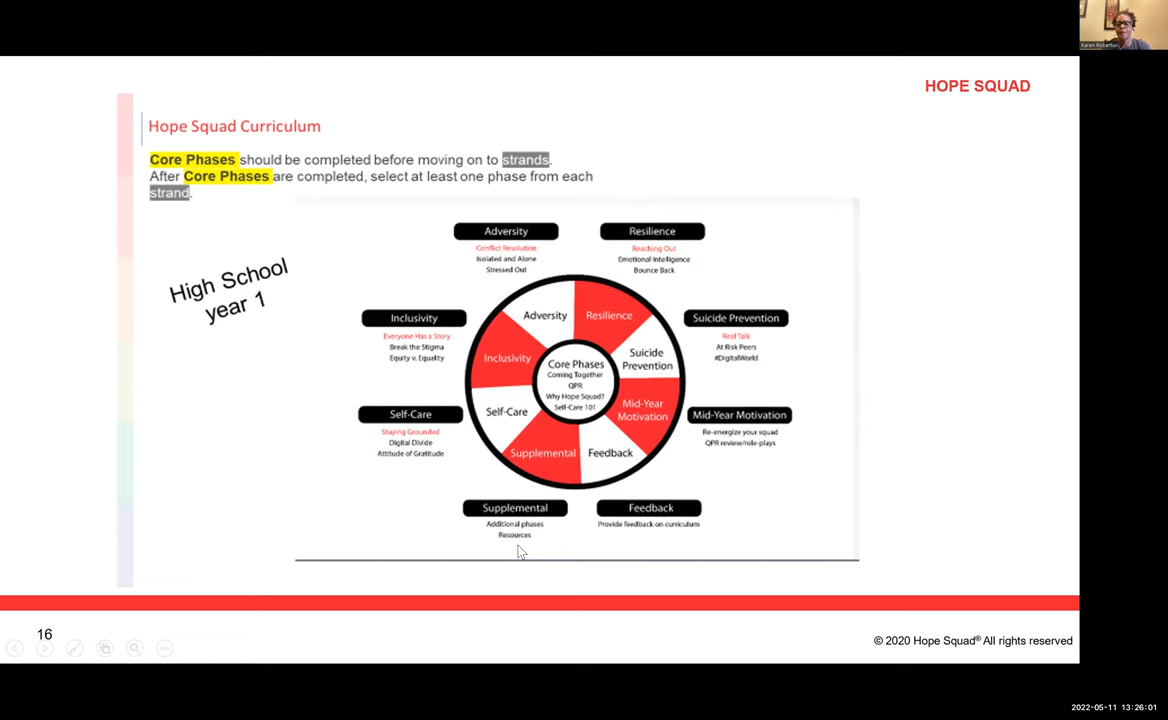 Karen Robertus
HOPE SQUAD
Hope Squad Curriculum
Core Phases should be completed before moving on to strands.
After Core Phases are completed, select at least one phase from each
strand.
High School
year 1
Adversity
Conflict Resolution
Isolated and Alone
Stressed Out
Resilience
Reaching Out
Emotional Intelligence
Bounce Back
Inclusivity
Everyone Has a Story
Break the Stigma
Equity v. Equality
Suicide Prevention
Real Talk
At Risk Peers
#DigitalWorld
Self-Care
Staying Grounded
Digital Divide
Attitude of Gratitude
Mid-Year Motivation
Re-energize your squad
QPR review/role-plays
Adversity
Resilience
Inclusivity
Suicide
Prevention
Core Phases
Coming Together
QPR
Why Hope Squad?
Self-Care 101
Self-Care
Mid-Year
Motivation
Supplemental
Feedback
Supplemental
Additional phases
Resources
Feedback
Provide feedback on curriculum
16
© 2020 Hope Squad® All rights reserved
2022-05-11 13:26:01